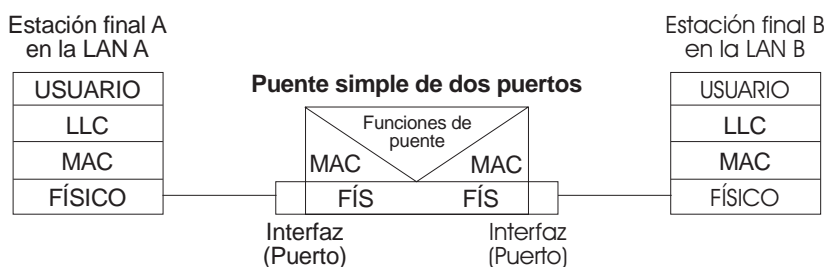 Estación final A
en la LAN A
USUARIO
LLC
MAC
FÍSICO
Puente simple de dos puertos
Funciones de
puente
MAC
MAC
FÍS
FÍS
Interfaz
(Puerto)
Interfaz
(Puerto)
Estación final B
en la LAN B
USUARIO
LLC
MAC
FÍSICO